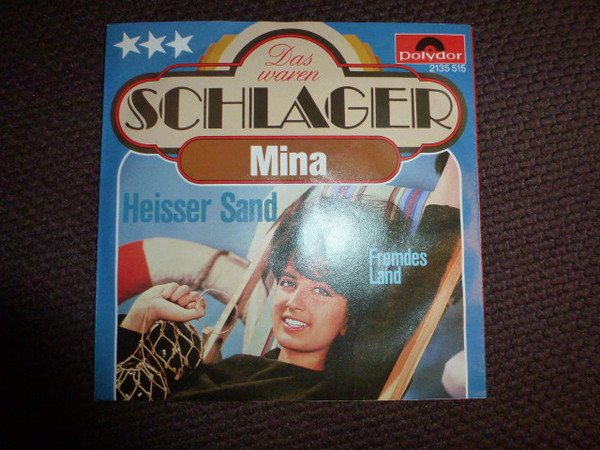 Das
waren
SCHLAGER
polydor
2135 515
Mina
Heisser Sand
Fremdes
Land